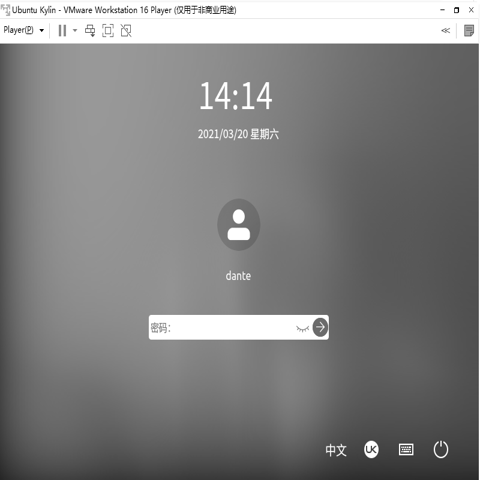 Ubuntu Kylin - VMware Workstation 16 Player (仅用于非商业用途)
Player(P)
14:14
2021/03/20 星期六
dante
密码：
中文 UK